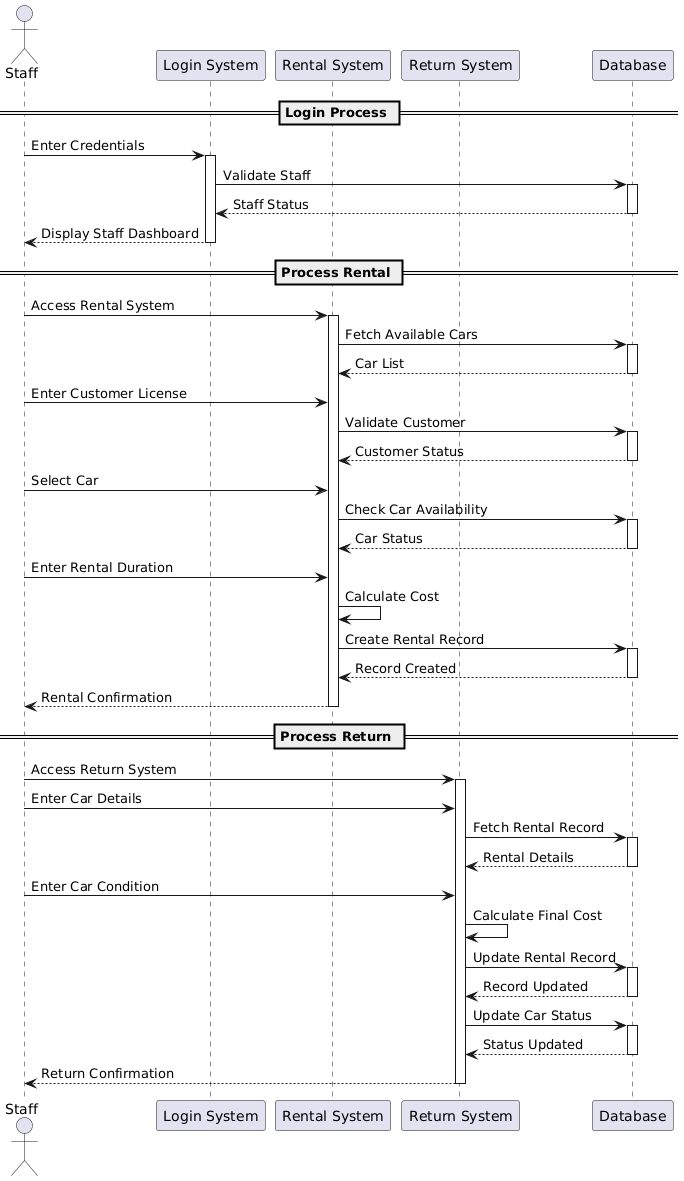 Staff
Login System
Rental System
Return System
Database
Login Process
Enter Credentials
Validate Staff
Staff Status
Display Staff Dashboard
Process Rental
Access Rental System
Fetch Available Cars
Car List
Enter Customer License
Validate Customer
Customer Status
Select Car
Check Car Availability
Car Status
Enter Rental Duration
Calculate Cost
Create Rental Record
Record Created
Rental Confirmation
Process Return
Access Return System
Enter Car Details
Fetch Rental Record
Rental Details
Enter Car Condition
Calculate Final Cost
Update Rental Record
Record Updated
Update Car Status
Status Updated
Return Confirmation
Staff
Login System
Rental System
Return System
Database